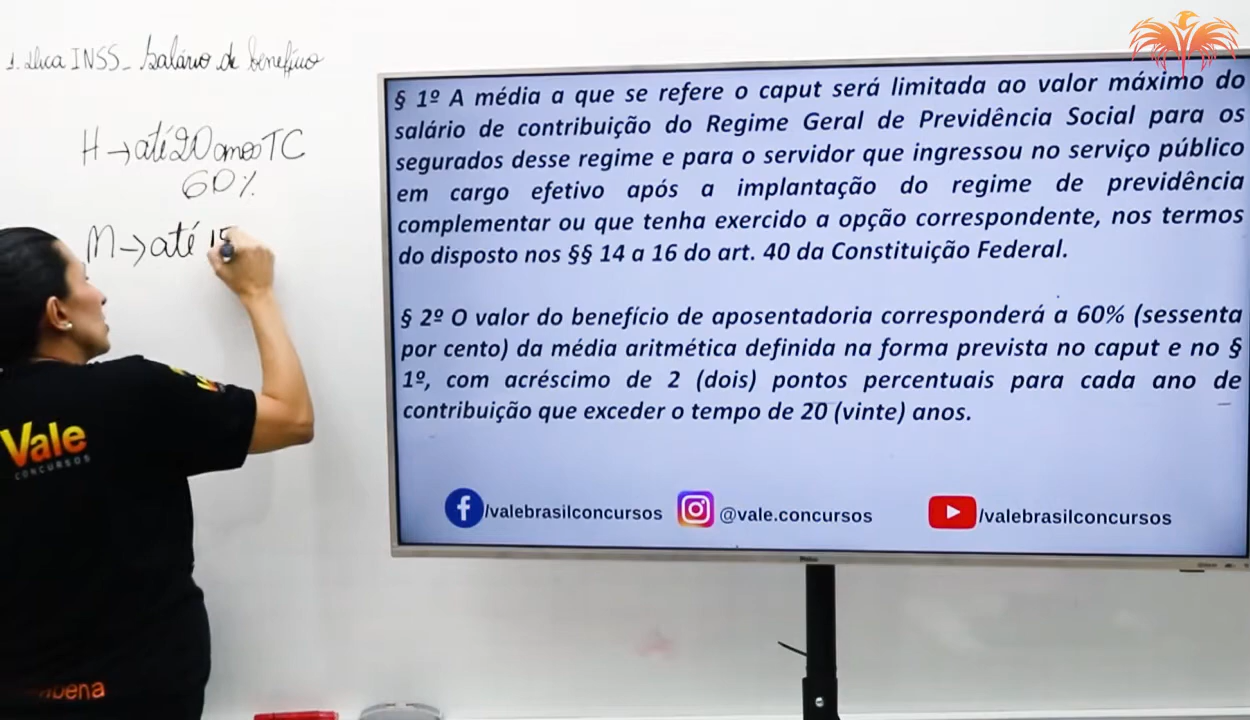 1. Dica INSS - Salário de benefício
H → até 20 anos TC
60%
M → até 15
Vale
CONCURSOS
§ 1º A média a que se refere o caput será limitada ao valor máximo do
salário de contribuição do Regime Geral de Previdência Social para os
segurados desse regime e para o servidor que ingressou no serviço público
em cargo efetivo após a implantação do regime de previdência
complementar ou que tenha exercido a opção correspondente, nos termos
do disposto nos §§ 14 a 16 do art. 40 da Constituição Federal.
§ 2º O valor do benefício de aposentadoria corresponderá a 60% (sessenta
por cento) da média aritmética definida na forma prevista no caput e no §
1º, com acréscimo de 2 (dois) pontos percentuais para cada ano de
contribuição que exceder o tempo de 20 (vinte) anos.
/valebrasilconcursos @vale.concursos /valebrasilconcursos